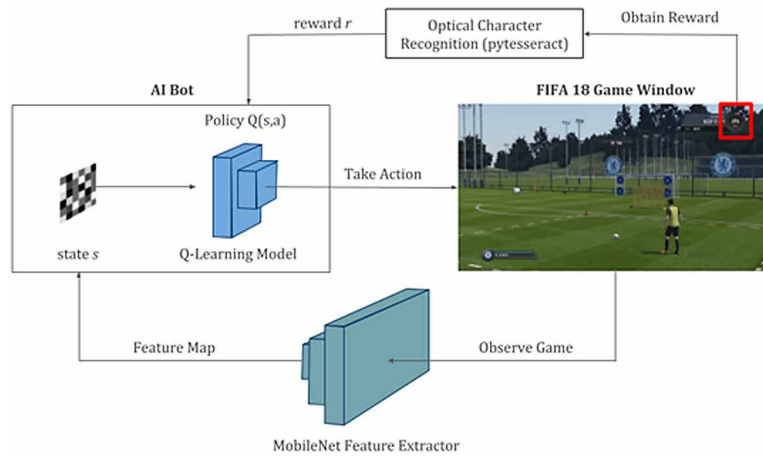 Optical Character
Recognition (pytesseract)
reward r
Obtain Reward
AI Bot
FIFA 18 Game Window
Policy Q(s,a)
Take Action
state s
Q-Learning Model
Feature Map
Observe Game
MobileNet Feature Extractor